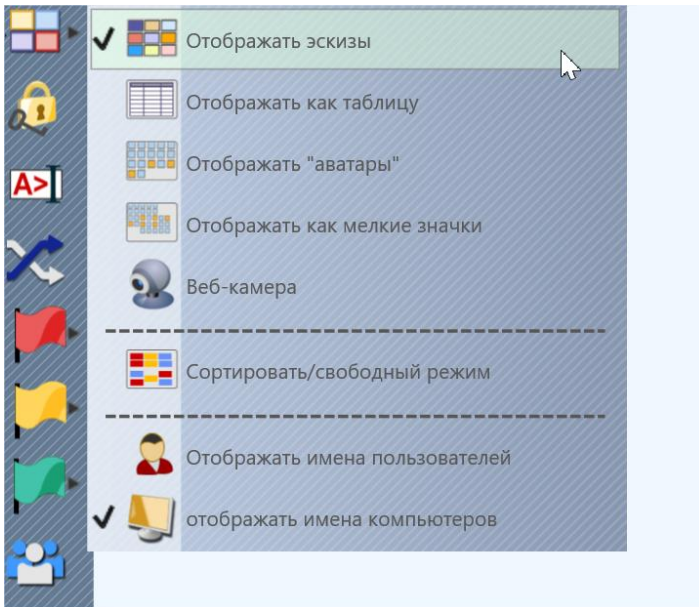 Отображать эскизы
Отображать как таблицу
A>
Отображать "аватары"
Отображать как мелкие значки
Веб-камера
Сортировать/свободный режим
Отображать имена пользователей
отображать имена компьютеров